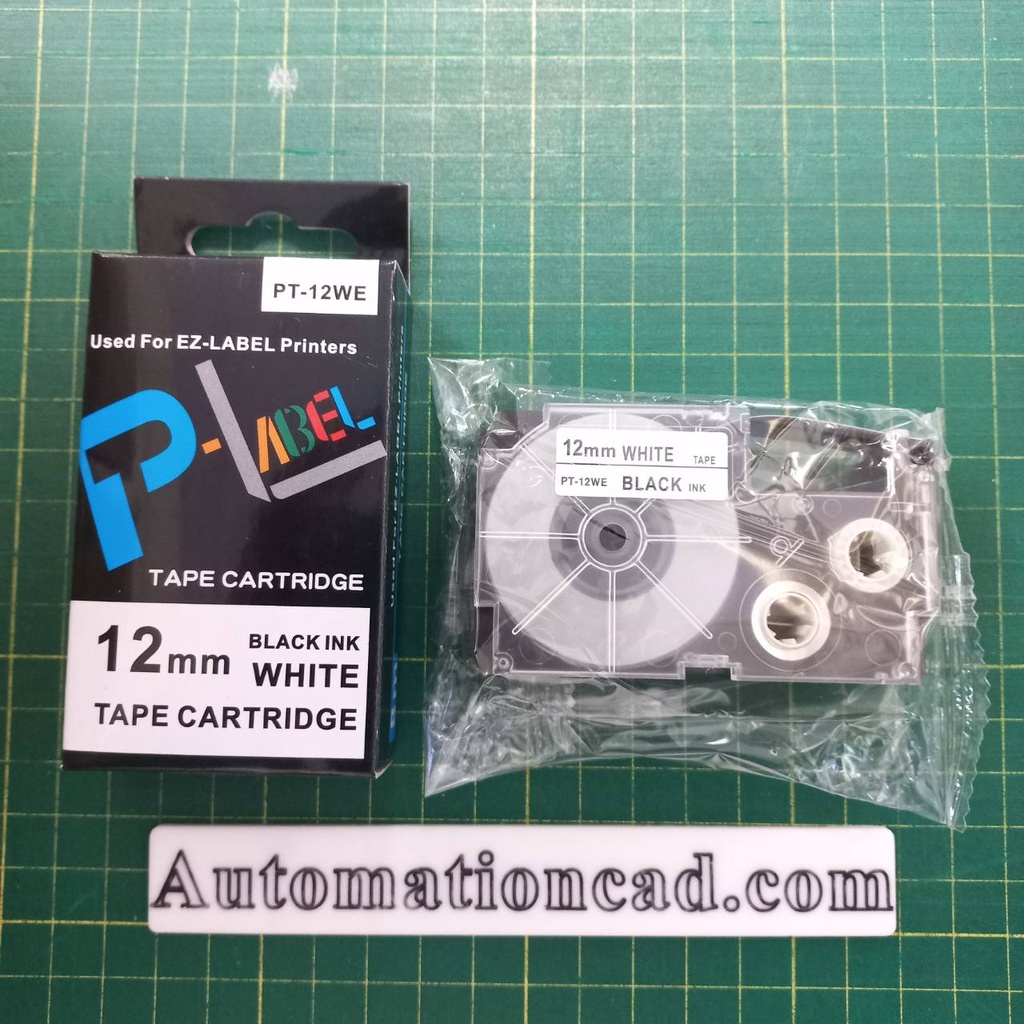 PT-12WE
Used For EZ-LABEL Printers
P-LABEL
TAPE CARTRIDGE
12mm
BLACK INK
WHITE
TAPE CARTRIDGE
12mm WHITE TAPE
PT-12WE BLACK INK
Automationcad.com